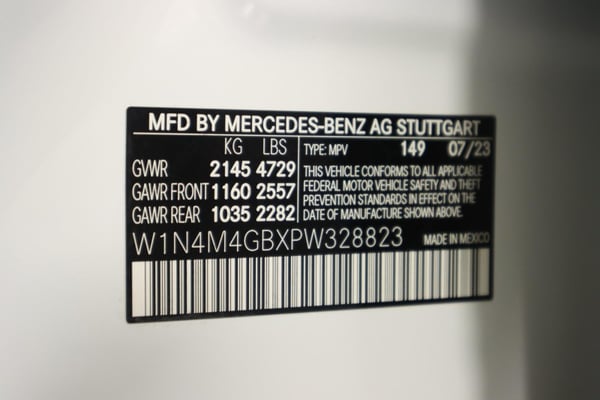 MFD BY MERCEDES-BENZ AG STUTTGART
KG LBS
GVWR 2145 4729
GAWR FRONT 1160 2557
GAWR REAR 1035 2282
TYPE: MPV 149 07/23
THIS VEHICLE CONFORMS TO ALL APPLICABLE
FEDERAL MOTOR VEHICLE SAFETY AND THEFT
PREVENTION STANDARDS IN EFFECT ON THE
DATE OF MANUFACTURE SHOWN ABOVE.
W1N4M4GBXPW328823 MADE IN MEXICO